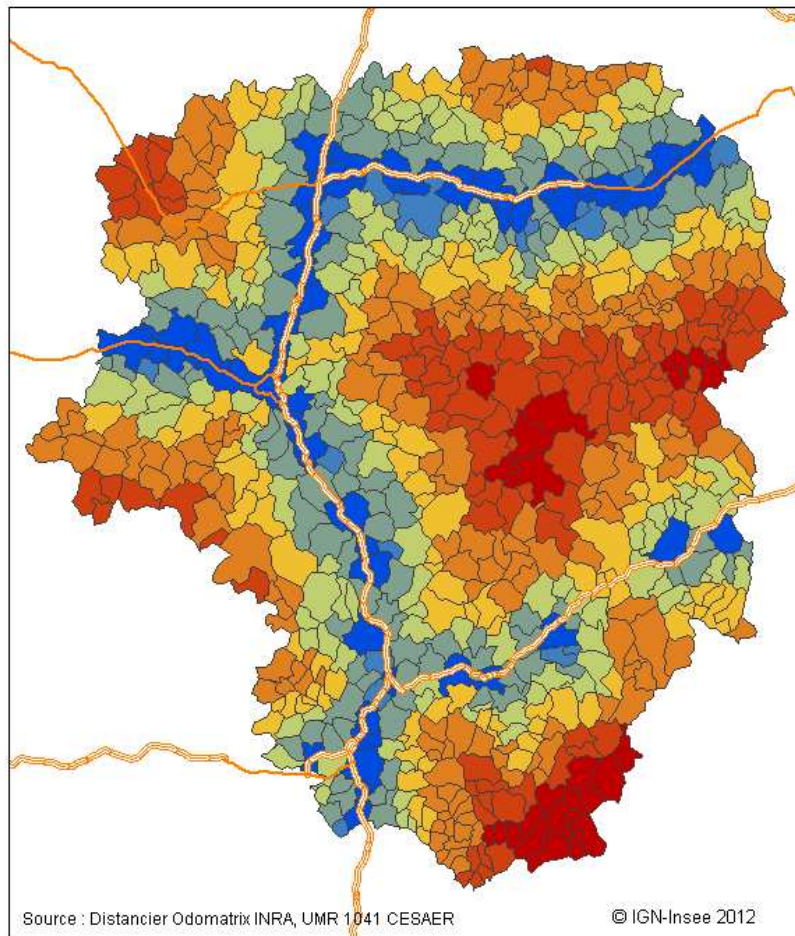 Source : Distancier Odomatrix INRA, UMR 1041 CESAER
© IGN-Insee 2012